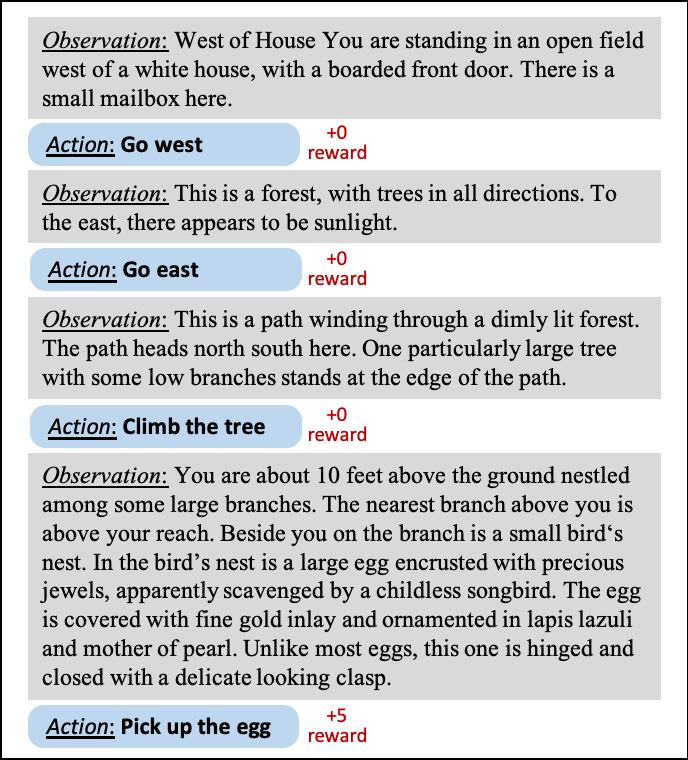 Observation: West of House You are standing in an open field
west of a white house, with a boarded front door. There is a
small mailbox here.
Action: Go west
+0
reward
Observation: This is a forest, with trees in all directions. To
the east, there appears to be sunlight.
Action: Go east
+0
reward
Observation: This is a path winding through a dimly lit forest.
The path heads north south here. One particularly large tree
with some low branches stands at the edge of the path.
Action: Climb the tree
+0
reward
Observation: You are about 10 feet above the ground nestled
among some large branches. The nearest branch above you is
above your reach. Beside you on the branch is a small bird‘s
nest. In the bird’s nest is a large egg encrusted with precious
jewels, apparently scavenged by a childless songbird. The egg
is covered with fine gold inlay and ornamented in lapis lazuli
and mother of pearl. Unlike most eggs, this one is hinged and
closed with a delicate looking clasp.
Action: Pick up the egg
+5
reward